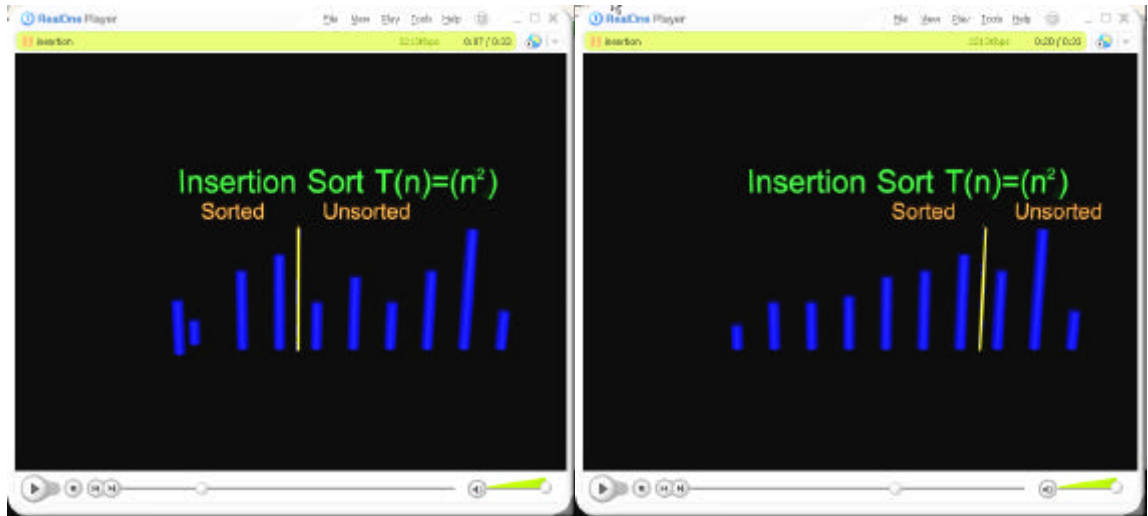 RealOne Player File View Play Tools Help
insertion
Insertion Sort T(n)=(n²)
Sorted Unsorted
RealOne Player File View Play Tools Help
insertion
Insertion Sort T(n)=(n²)
Sorted Unsorted